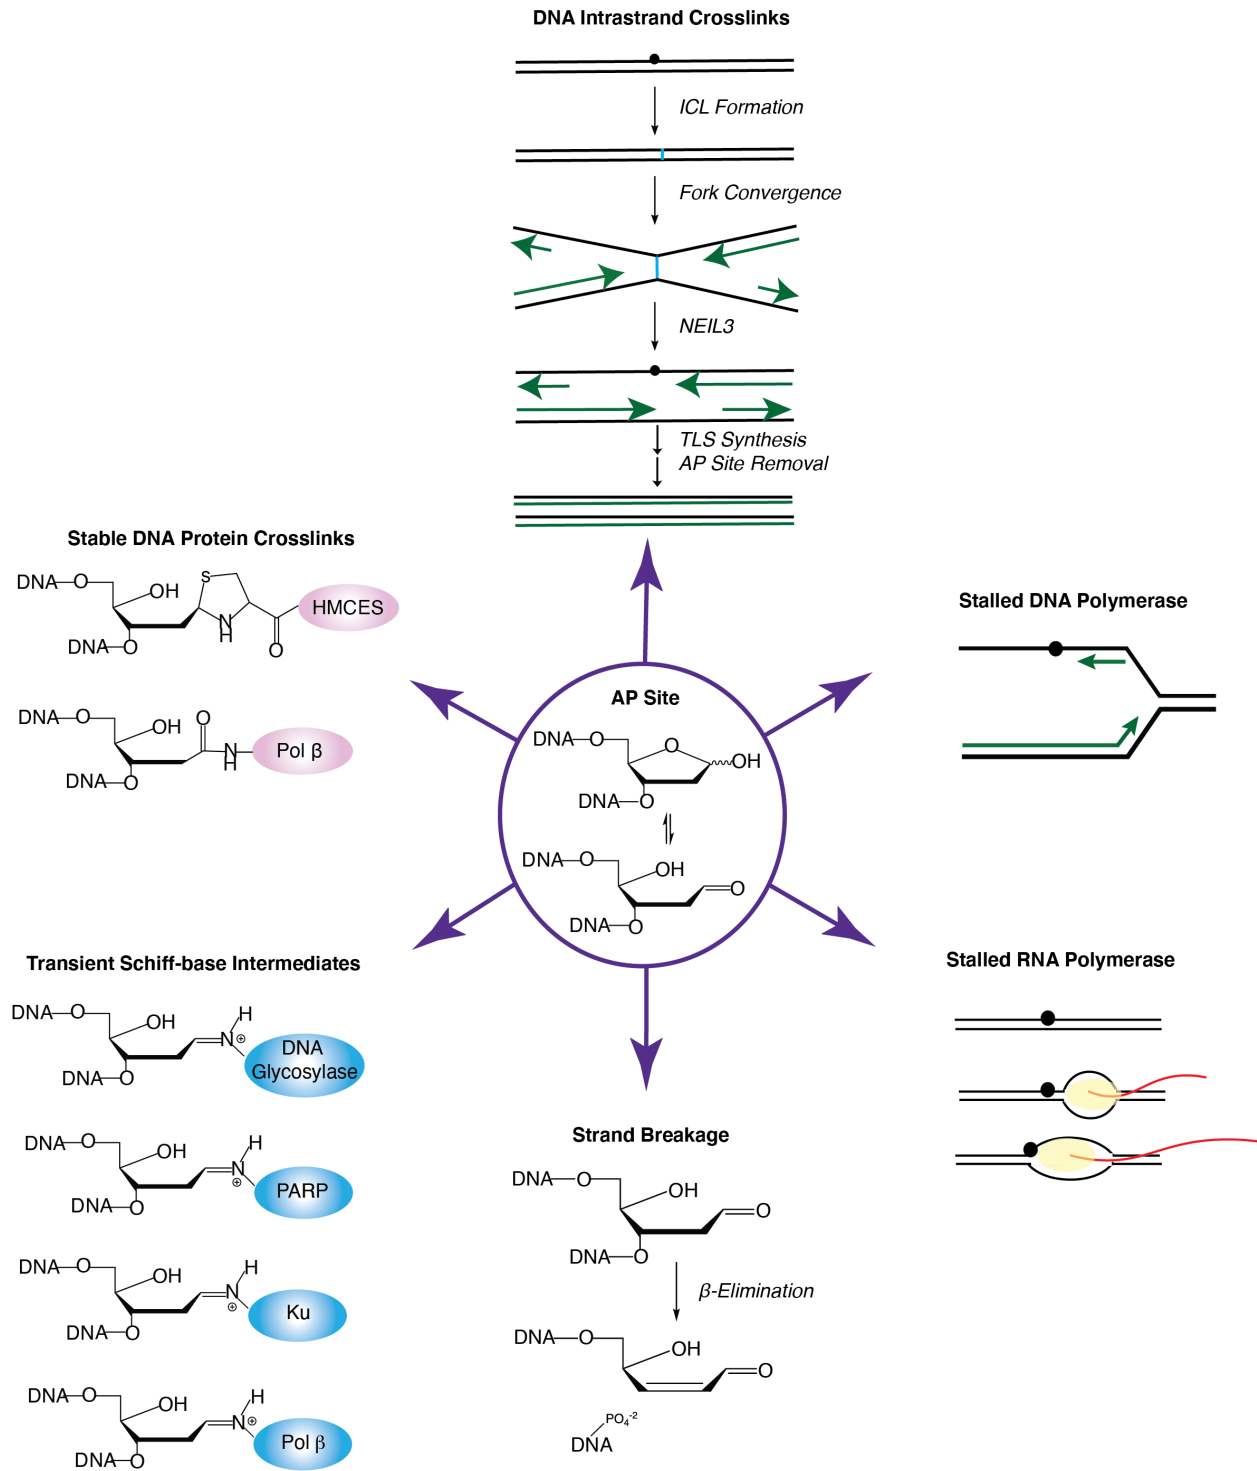 DNA Intrastrand Crosslinks
ICL Formation
Fork Convergence
NEIL3
TLS Synthesis
AP Site Removal
Stable DNA Protein Crosslinks
DNA—O
OH
S
N
H
O
HMCES
DNA—O
DNA—O
OH
O
N
H
Pol β
DNA—O
AP Site
DNA—O
O
OH
DNA—O
DNA—O
OH
O
DNA—O
Stalled DNA Polymerase
Transient Schiff-base Intermediates
DNA—O
OH
H
N⊕
DNA
Glycosylase
DNA—O
DNA—O
OH
H
N
⊕
PARP
DNA—O
DNA—O
OH
H
N
⊕
Ku
DNA—O
DNA—O
OH
H
N⊕
Pol β
DNA—O
Strand Breakage
DNA—O
OH
O
DNA—O
β-Elimination
DNA—O
OH
O
PO₄⁻²
DNA
Stalled RNA Polymerase